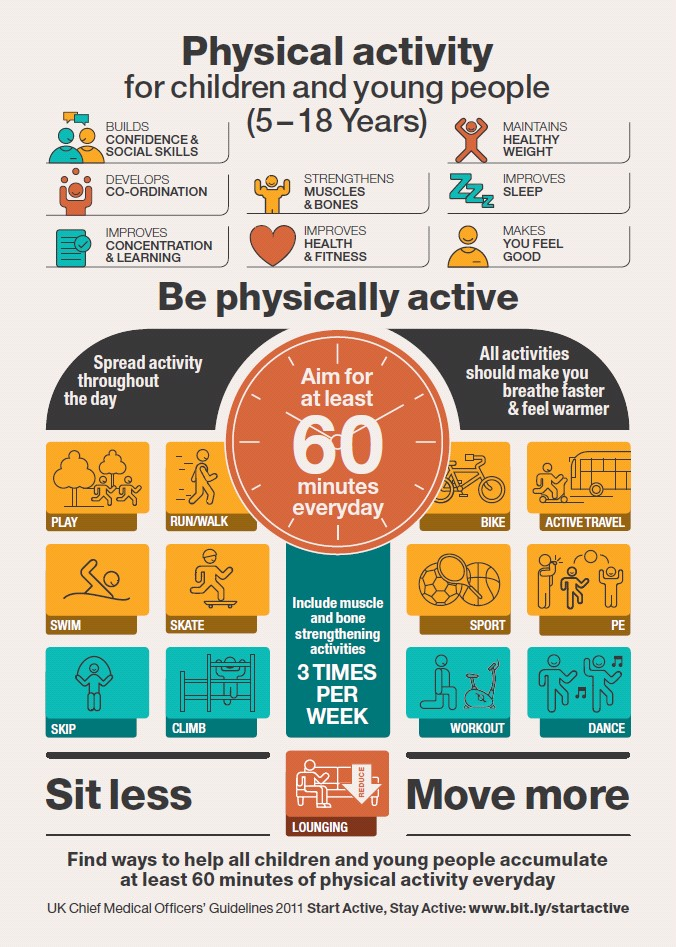 Physical activity
for children and young people
(5–18 Years)
BUILDS
CONFIDENCE &
SOCIAL SKILLS
MAINTAINS
HEALTHY
WEIGHT
DEVELOPS
CO-ORDINATION
STRENGTHENS
MUSCLES
& BONES
ZZZ
IMPROVES
SLEEP
IMPROVES
CONCENTRATION
& LEARNING
IMPROVES
HEALTH
& FITNESS
MAKES
YOU FEEL
GOOD
Be physically active
Spread activity
throughout
the day
Aim for
at least
60
minutes
everyday
All activities
should make you
breathe faster
& feel warmer
PLAY
RUN/WALK
BIKE
ACTIVE TRAVEL
SWIM
SKATE
SPORT
PE
Include muscle
and bone
strengthening
activities
3 TIMES
PER
WEEK
SKIP
CLIMB
WORKOUT
DANCE
Sit less
REDUCE
LOUNGING
Move more
Find ways to help all children and young people accumulate
at least 60 minutes of physical activity everyday
UK Chief Medical Officers' Guidelines 2011 Start Active, Stay Active: www.bit.ly/startactive